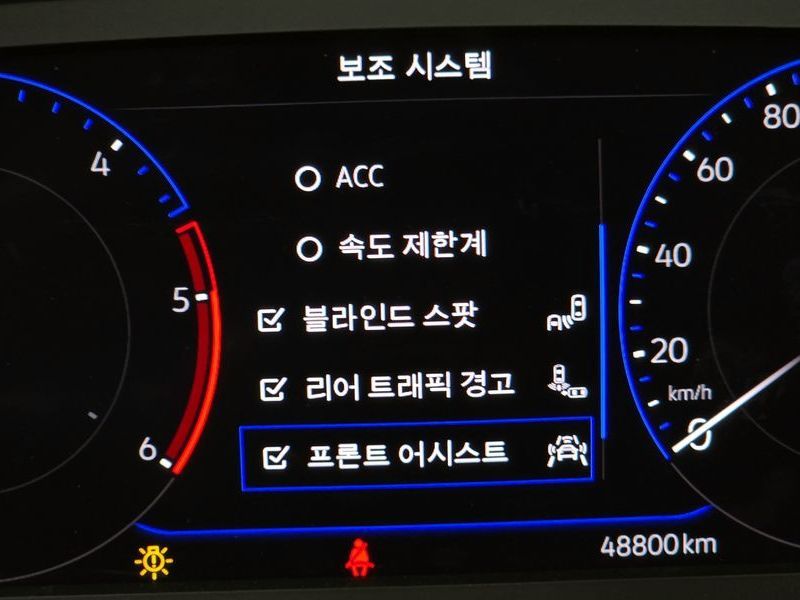 보조 시스템
ACC
속도 제한계
블라인드 스팟
리어 트래픽 경고
프론트 어시스트
4
5
6
80
60
40
20
km/h
0
48800 km